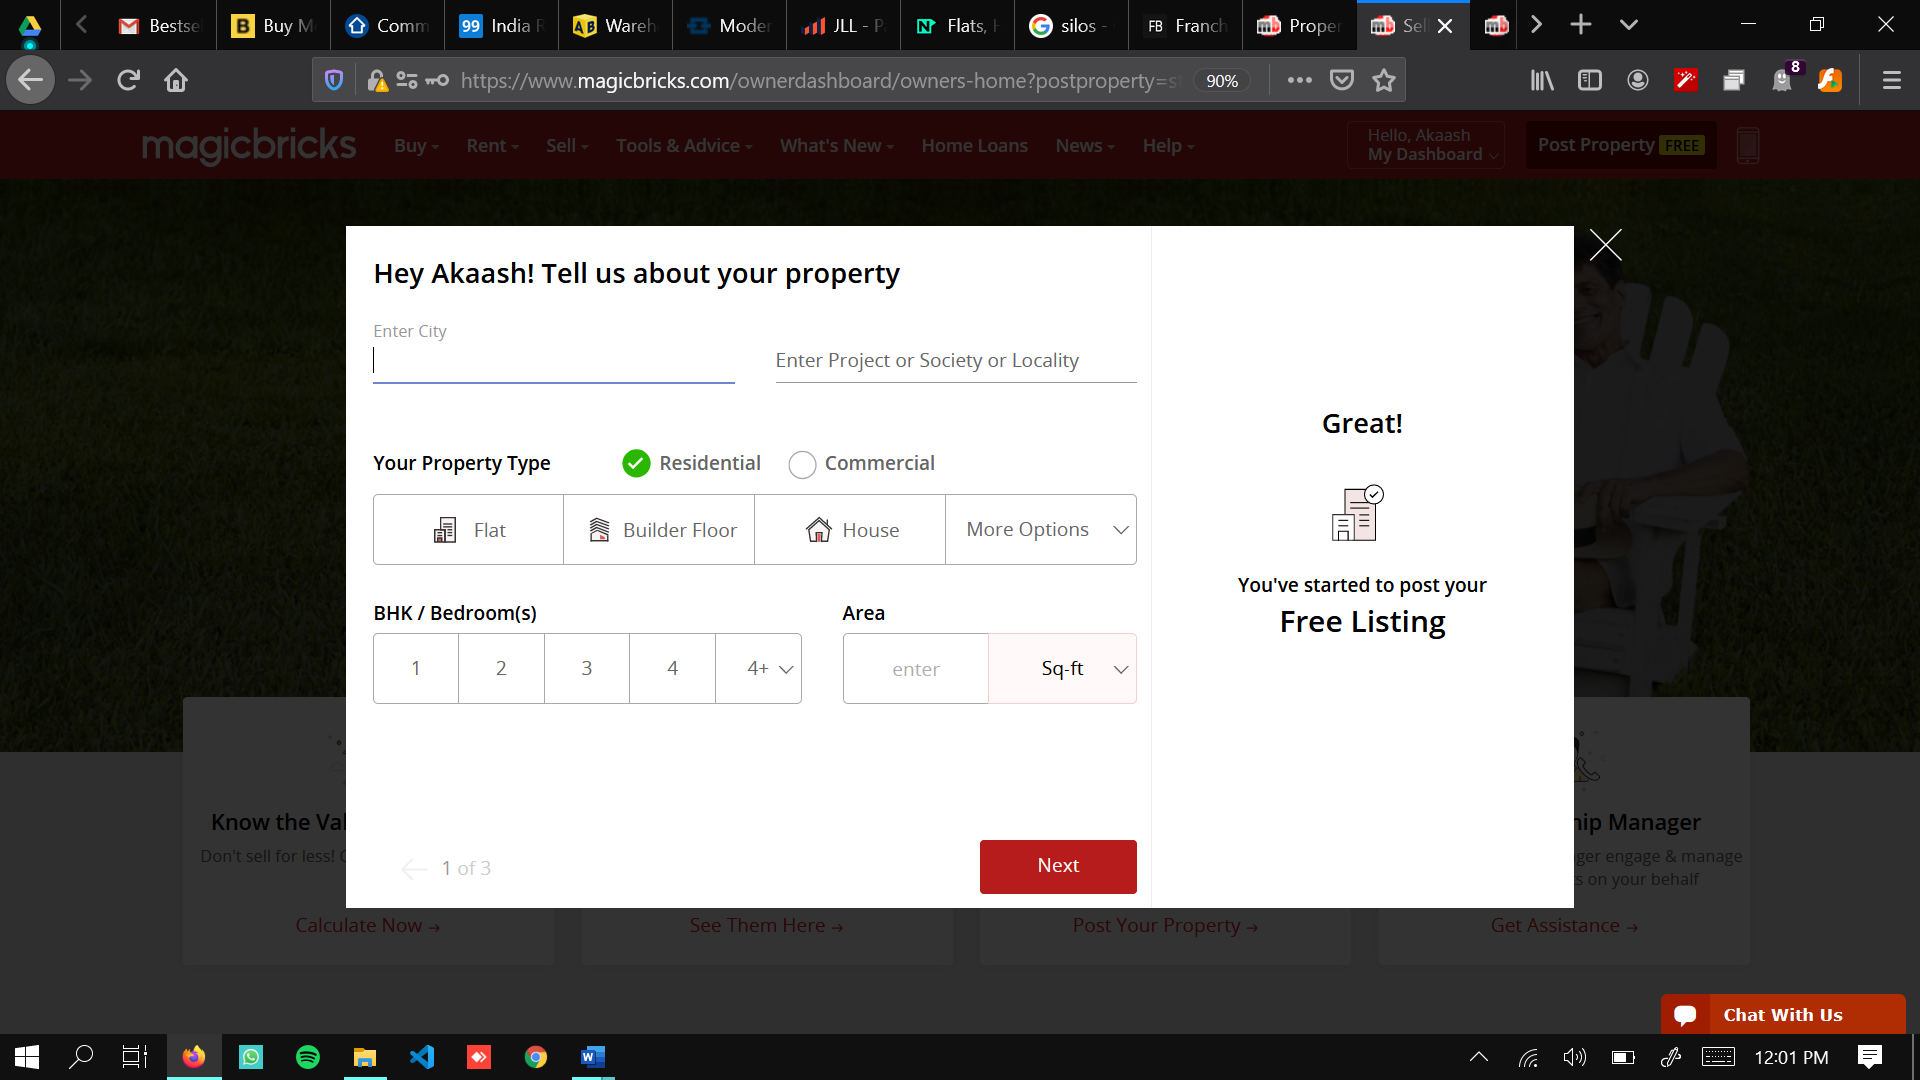 Bestse
Buy M
Comm
India R
Wareh
Moder
JLL - P
Flats, H
silos -
Franch
Proper
Sel
https://www.magicbricks.com/ownerdashboard/owners-home?postproperty=s
90%
8
magicbricks
Buy
Rent
Sell
Tools & Advice
What's New
Home Loans
News
Help
Hello, Akaash
My Dashboard
Post Property FREE
Hey Akaash! Tell us about your property
Enter City
Enter Project or Society or Locality
Your Property Type
Residential
Commercial
Flat
Builder Floor
House
More Options
BHK / Bedroom(s)
Area
1
2
3
4
4+
enter
Sq-ft
1 of 3
Next
Great!
You've started to post your
Free Listing
Know the Val
Don't sell for less!
Calculate Now →
See Them Here →
Post Your Property →
hip Manager
ger engage & manage
s on your behalf
Get Assistance →
Chat With Us
12:01 PM